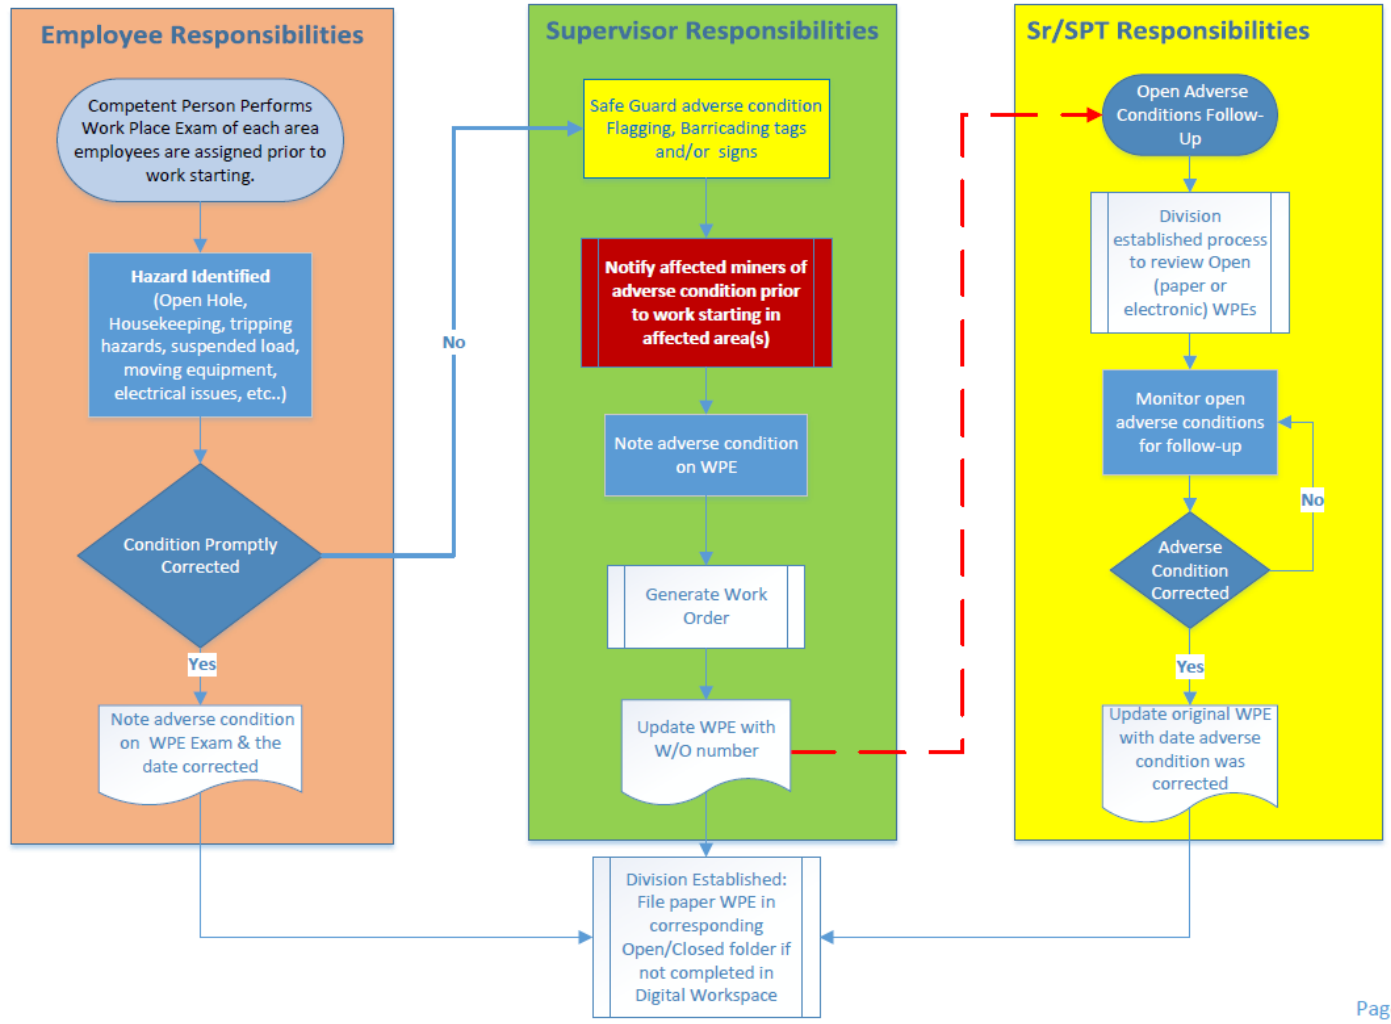 Employee Responsibilities
Competent Person Performs
Work Place Exam of each area
employees are assigned prior to
work starting.
Hazard Identified
(Open Hole,
Housekeeping, tripping
hazards, suspended load,
moving equipment,
electrical issues, etc..)
Condition Promptly
Corrected
No
Yes
Note adverse condition
on WPE Exam & the
date corrected
Supervisor Responsibilities
Safe Guard adverse condition
Flagging, Barricading tags
and/or signs
Notify affected miners of
adverse condition prior
to work starting in
affected area(s)
Note adverse condition
on WPE
Generate Work
Order
Update WPE with
W/O number
Sr/SPT Responsibilities
Open Adverse
Conditions Follow-
Up
Division
established process
to review Open
(paper or
electronic) WPEs
Monitor open
adverse conditions
for follow-up
No
Adverse
Condition
Corrected
Yes
Update original WPE
with date adverse
condition was
corrected
Division Established:
File paper WPE in
corresponding
Open/Closed folder if
not completed in
Digital Workspace
Pag